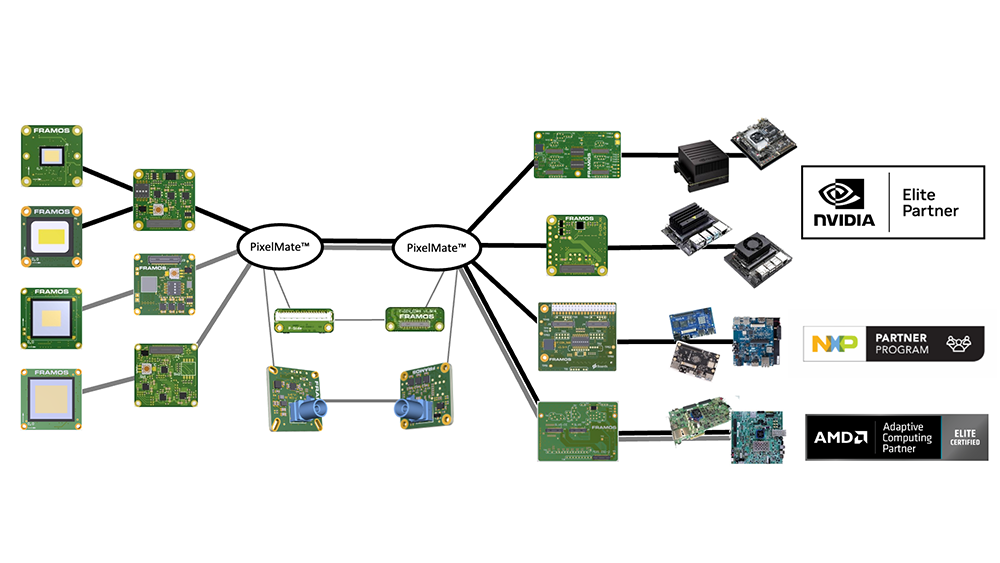 FRAMOS
FRAMOS
FRAMOS
FRAMOS
FRAMOS
PixelMate™
PixelMate™
FRAMOS
FRAMOS
FRAMOS
FRAMOS
FRAMOS
NVIDIA
Elite
Partner
NXP
PARTNER
PROGRAM
AMD
Adaptive
Computing
Partner
ELITE
CERTIFIED